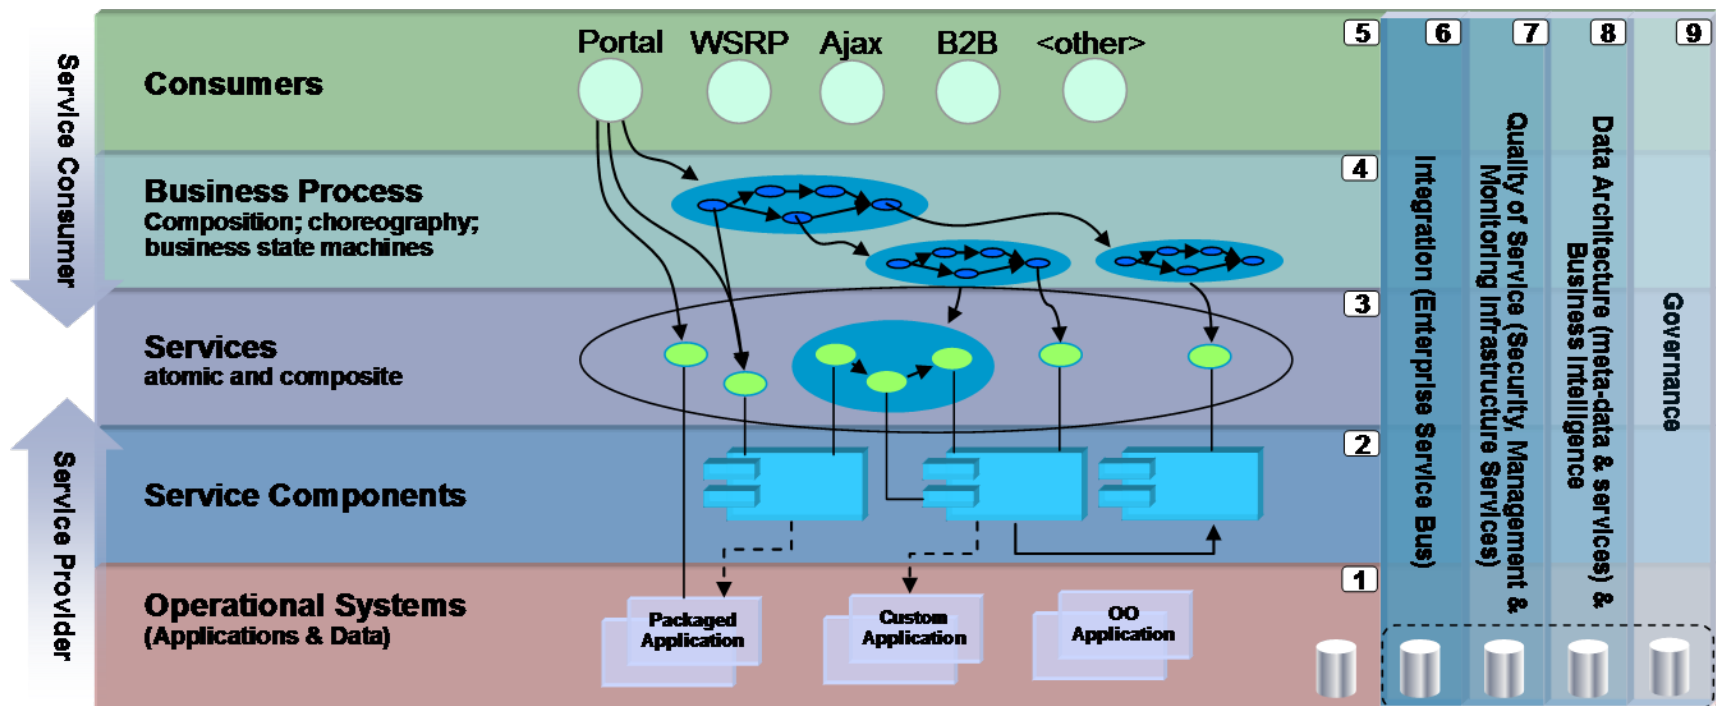 Service Consumer
Service Provider
Consumers
Portal
WSRP
Ajax
B2B
<other>
5
Business Process
Composition; choreography;
business state machines
4
Services
atomic and composite
3
Service Components
2
Operational Systems
(Applications & Data)
Packaged
Application
Custom
Application
OO
Application
1
6
Integration (Enterprise Service Bus)
7
Quality of Service (Security, Management &
Monitoring Infrastructure Services)
8
Data Architecture (meta-data & services) &
Business Intelligence
9
Governance